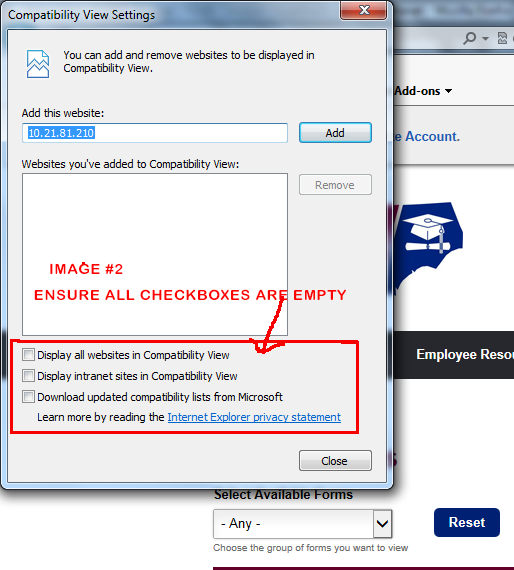 Compatibility View Settings
You can add and remove websites to be displayed in
Compatibility View.
Add this website:
10.21.81.210
Add
Websites you've added to Compatibility View:
Remove
IMAGE #2
ENSURE ALL CHECKBOXES ARE EMPTY
Display all websites in Compatibility View
Display intranet sites in Compatibility View
Download updated compatibility lists from Microsoft
Learn more by reading the Internet Explorer privacy statement
Close
Add-ons
Account.
Employee Resou
Select Available Forms
- Any -
Reset
Choose the group of forms you want to view